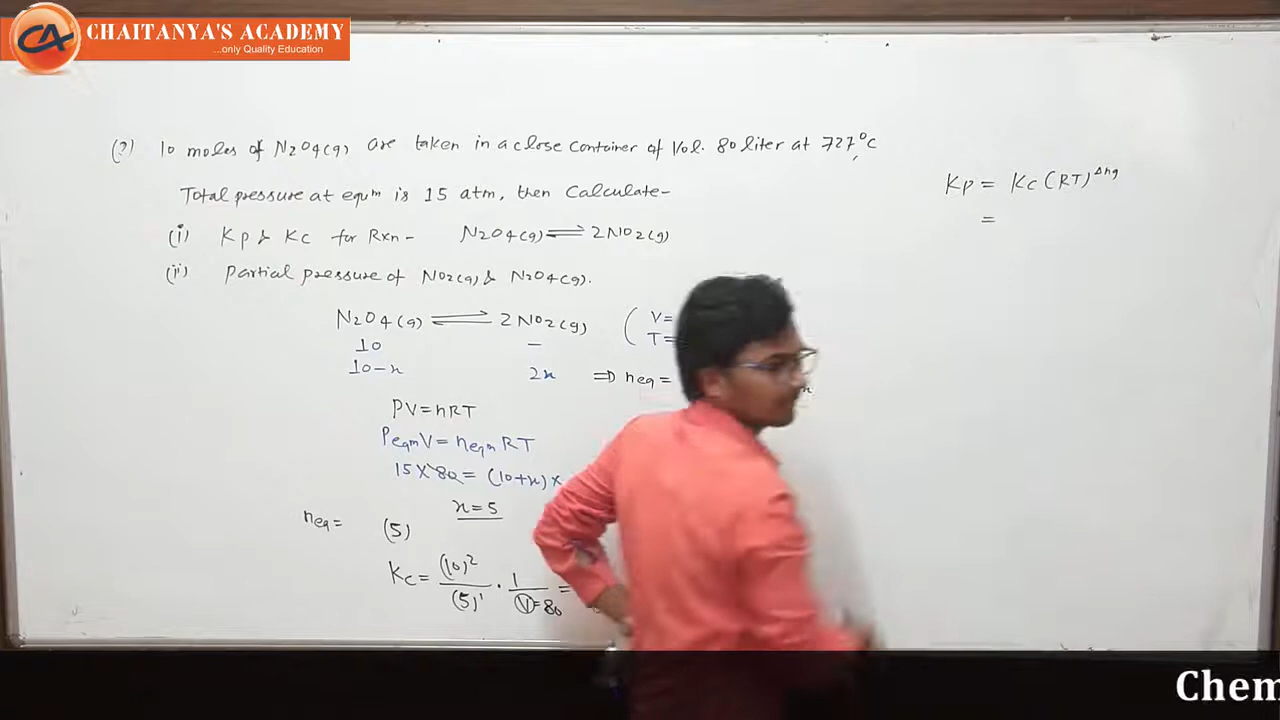 CHAITANYA'S ACADEMY
...only Quality Education
(2) 10 moles of N₂O₄(g) are taken in a close container of Vol. 80 liter at 727°C
Total pressure at eqᵘᵐ is 15 atm, then Calculate-
(i) Kp & Kc for Rxn - N₂O₄(g) ⇌ 2NO₂(g)
(ii) Partial pressure of NO₂(g) & N₂O₄(g).
N₂O₄(g) ⇌ 2NO₂(g) ( V=
10 – T=
10-x 2x ⇒ neq=
PV=nRT
PeqmV=neqmRT
15×80=(10+x)×
x=5
neq= (5)
Kc= (10)²/(5)¹ · 1/(V)=80 =
Kp = Kc(RT)^Δng
=
Chem